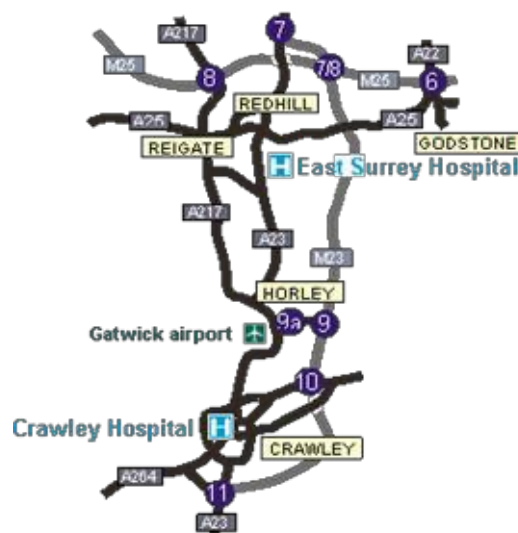 A217
7
A22
M25
8
7/8
M25
6
REDHILL
A25
A25
REIGATE
GODSTONE
H East Surrey Hospital
A217
A23
M23
HORLEY
Gatwick airport
9a
9
10
Crawley Hospital H
CRAWLEY
A264
11
A23